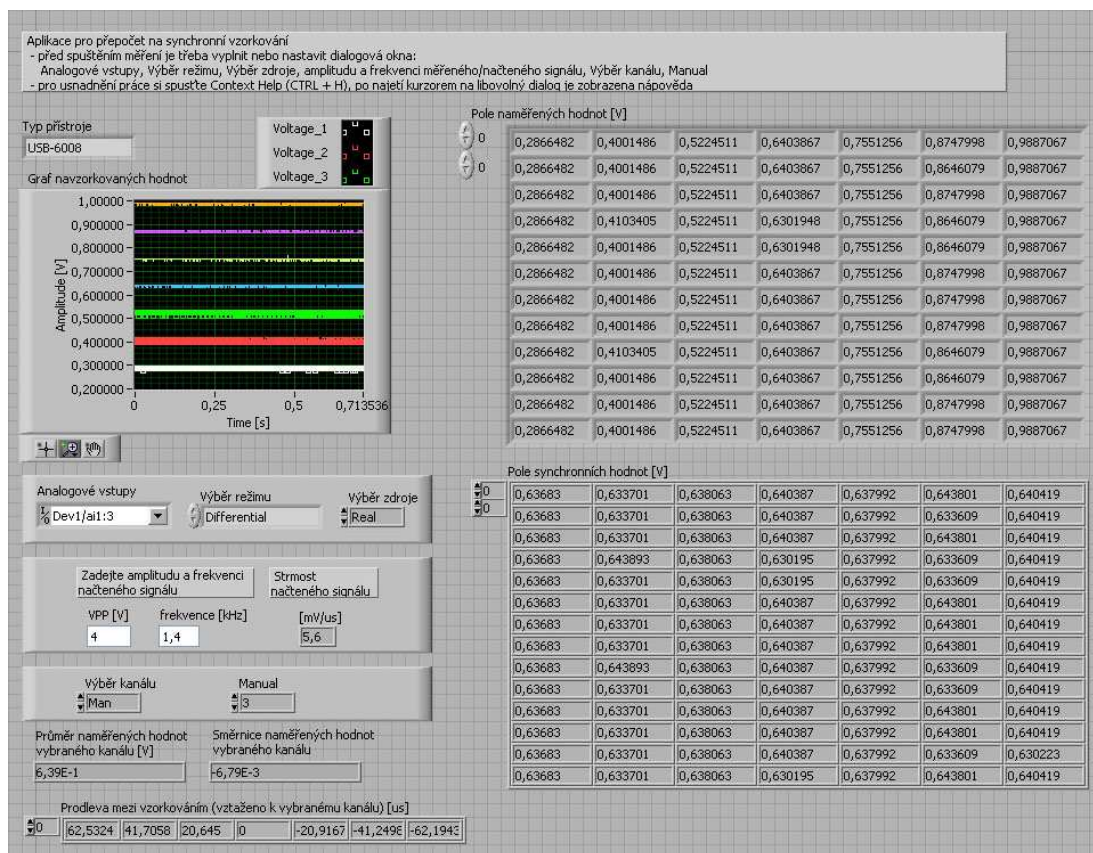 Aplikace pro přepočet na synchronní vzorkování
- před spuštěním měření je třeba vyplnit nebo nastavit dialogová okna:
Analogové vstupy, Výběr režimu, Výběr zdroje, amplitudu a frekvenci měřeného/načteného signálu, Výběr kanálu, Manual
- pro usnadnění práce si spusťte Context Help (CTRL + H), po najetí kurzorem na libovolný dialog je zobrazena nápověda
Typ přístroje
USB-6008
Voltage_1
Voltage_2
Voltage_3
Graf navzorkovaných hodnot
1,00000
0,900000
0,800000
0,700000
0,600000
0,500000
0,400000
0,300000
0,200000
Amplitude [V]
0 0,25 0,5 0,713536
Time [s]
Pole naměřených hodnot [V]
0
0
0,2866482 0,4001486 0,5224511 0,6403867 0,7551256 0,8747998 0,9887067
0,2866482 0,4001486 0,5224511 0,6403867 0,7551256 0,8646079 0,9887067
0,2866482 0,4001486 0,5224511 0,6403867 0,7551256 0,8747998 0,9887067
0,2866482 0,4103405 0,5224511 0,6301948 0,7551256 0,8646079 0,9887067
0,2866482 0,4001486 0,5224511 0,6301948 0,7551256 0,8646079 0,9887067
0,2866482 0,4001486 0,5224511 0,6403867 0,7551256 0,8747998 0,9887067
0,2866482 0,4001486 0,5224511 0,6403867 0,7551256 0,8747998 0,9887067
0,2866482 0,4001486 0,5224511 0,6403867 0,7551256 0,8747998 0,9887067
0,2866482 0,4103405 0,5224511 0,6403867 0,7551256 0,8646079 0,9887067
0,2866482 0,4001486 0,5224511 0,6403867 0,7551256 0,8646079 0,9887067
0,2866482 0,4001486 0,5224511 0,6403867 0,7551256 0,8747998 0,9887067
0,2866482 0,4001486 0,5224511 0,6403867 0,7551256 0,8747998 0,9887067
Analogové vstupy
Dev1/ai1:3
Výběr režimu
Differential
Výběr zdroje
Real
Zadejte amplitudu a frekvenci
načteného signálu
Strmost
načteného signálu
VPP [V]
4
frekvence [kHz]
1,4
[mV/us]
5,6
Výběr kanálu
Man
Manual
3
Průměr naměřených hodnot
vybraného kanálu [V]
6,39E-1
Směrnice naměřených hodnot
vybraného kanálu
-6,79E-3
Pole synchronních hodnot [V]
0
0
0,63683 0,633701 0,638063 0,640387 0,637992 0,643801 0,640419
0,63683 0,633701 0,638063 0,640387 0,637992 0,633609 0,640419
0,63683 0,633701 0,638063 0,640387 0,637992 0,643801 0,640419
0,63683 0,643893 0,638063 0,630195 0,637992 0,633609 0,640419
0,63683 0,633701 0,638063 0,630195 0,637992 0,633609 0,640419
0,63683 0,633701 0,638063 0,640387 0,637992 0,643801 0,640419
0,63683 0,633701 0,638063 0,640387 0,637992 0,643801 0,640419
0,63683 0,633701 0,638063 0,640387 0,637992 0,643801 0,640419
0,63683 0,643893 0,638063 0,640387 0,637992 0,633609 0,640419
0,63683 0,633701 0,638063 0,640387 0,637992 0,633609 0,640419
0,63683 0,633701 0,638063 0,640387 0,637992 0,643801 0,640419
0,63683 0,633701 0,638063 0,640387 0,637992 0,643801 0,640419
0,63683 0,633701 0,638063 0,640387 0,637992 0,633609 0,630223
0,63683 0,633701 0,638063 0,630195 0,637992 0,643801 0,640419
Prodleva mezi vzorkováním (vztaženo k vybranému kanálu) [us]
0 62,5324 41,7058 20,645 0 -20,9167 -41,2498 -62,1943